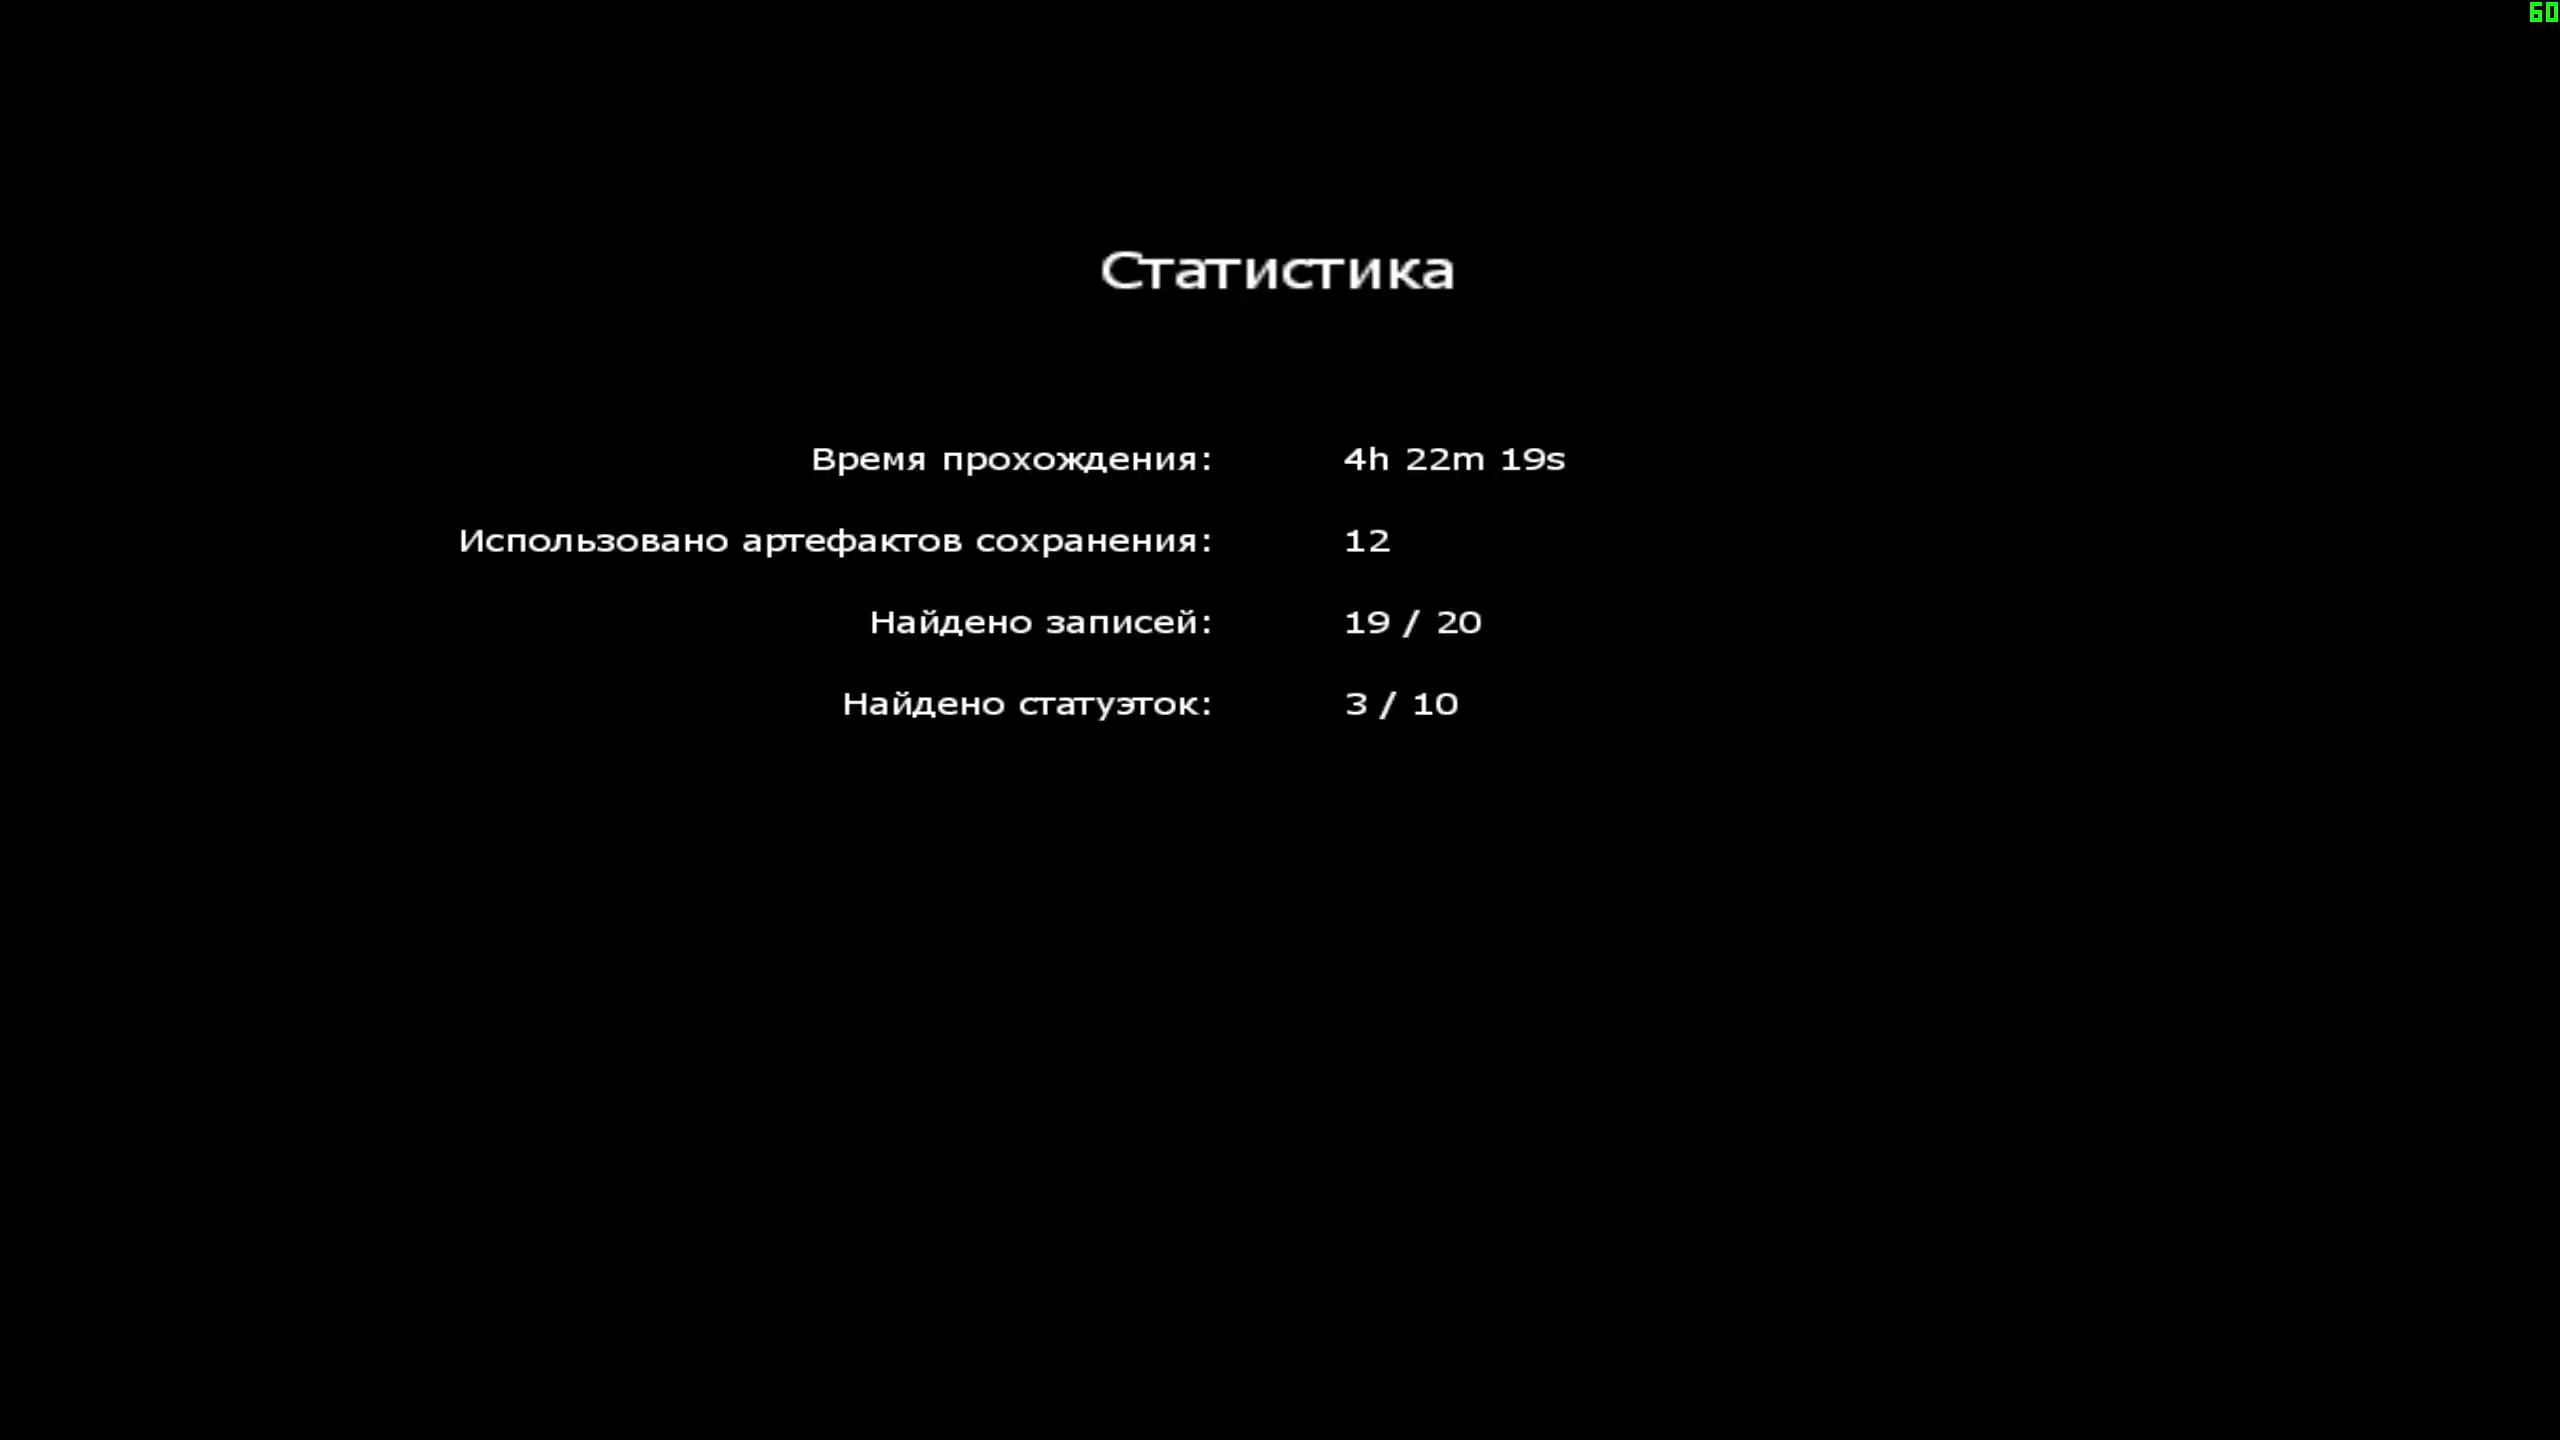 60
Статистика
Время прохождения: 4h 22m 19s
Использовано артефактов сохранения: 12
Найдено записей: 19 / 20
Найдено статуэток: 3 / 10